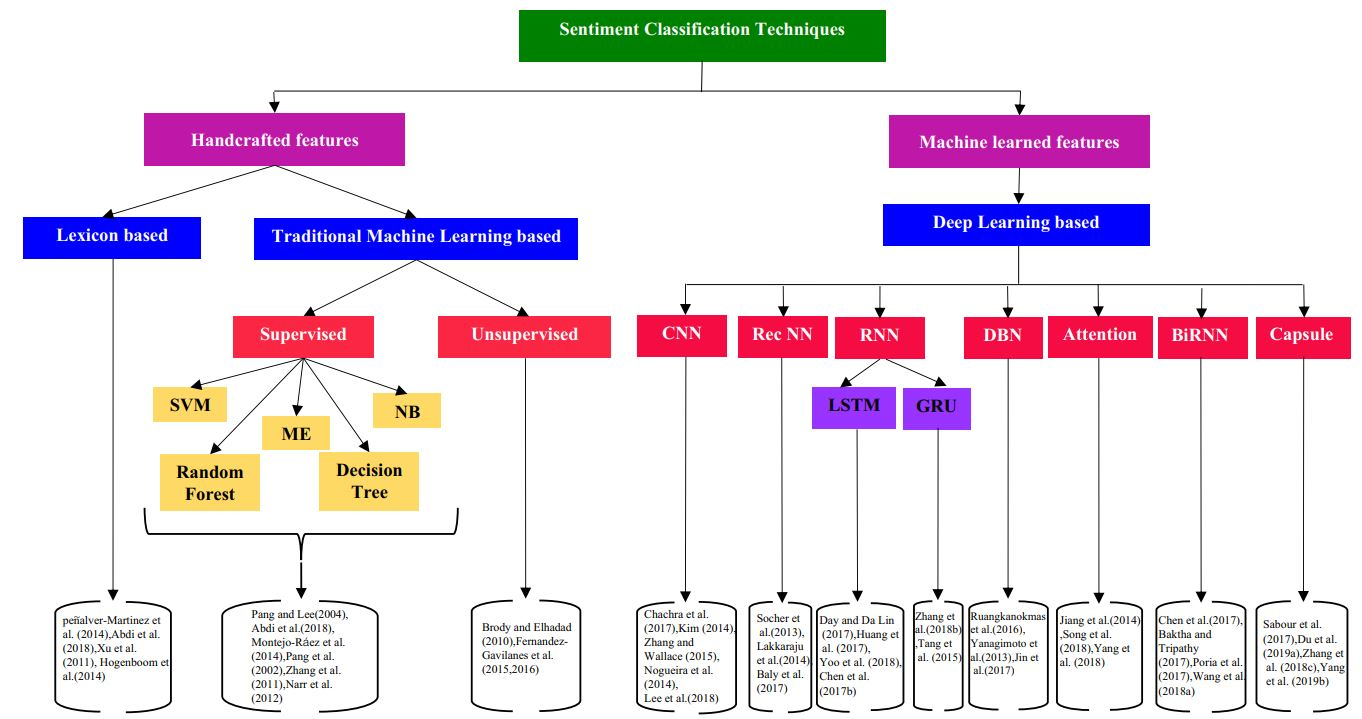 Sentiment Classification Techniques
Handcrafted features
Machine learned features
Lexicon based
Traditional Machine Learning based
Deep Learning based
Supervised
Unsupervised
CNN
Rec NN
RNN
DBN
Attention
BiRNN
Capsule
SVM
ME
NB
LSTM
GRU
Random
Forest
Decision
Tree
peñalver-Martinez et
al. (2014),Abdi et al.
(2018),Xu et al.
(2011), Hogenboom et
al.(2014)
Pang and Lee(2004),
Abdi et al.(2018),
Montejo-Ráez et al.
(2014),Pang et al.
(2002),Zhang et al.
(2011),Narr et al.
(2012)
Brody and Elhadad
(2010),Fernandez-
Gavilanes et al.
(2015,2016)
Chachra et al.
(2017),Kim (2014),
Zhang and
Wallace (2015),
Nogueira et al.
(2014),
Lee et al.(2018)
Socher et
al.(2013),
Lakkaraju
et al.(2014),
Baly et al.
(2017)
Day and Da Lin
(2017),Huang et
al. (2017),
Yoo et al. (2018),
Chen et al.
(2017b)
Zhang et
al.(2018b)
,Tang et
al. (2015)
Ruangkanokmas
et al.(2016),
Yanagimoto et
al.(2013),Jin et
al.(2017)
Jiang et al.(2014)
,Song et al.
(2018),Yang et
al. (2018)
Chen et al.(2017),
Baktha and
Tripathy
(2017),Poria et al.
(2017),Wang et al.
(2018a)
Sabour et al.
(2017),Du et al.
(2019a),Zhang et
al. (2018c),Yang
et al. (2019b)